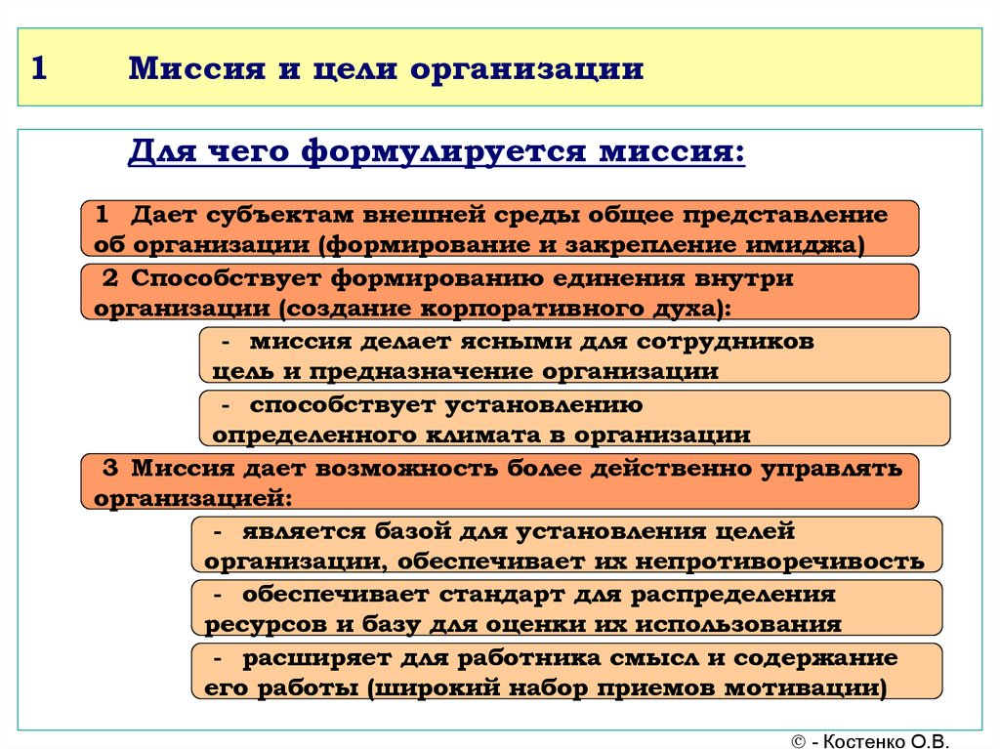 1 Миссия и цели организации
Для чего формулируется миссия:
1 Дает субъектам внешней среды общее представление
об организации (формирование и закрепление имиджа)
2 Способствует формированию единения внутри
организации (создание корпоративного духа):
- миссия делает ясными для сотрудников
цель и предназначение организации
- способствует установлению
определенного климата в организации
3 Миссия дает возможность более действенно управлять
организацией:
- является базой для установления целей
организации, обеспечивает их непротиворечивость
- обеспечивает стандарт для распределения
ресурсов и базу для оценки их использования
- расширяет для работника смысл и содержание
его работы (широкий набор приемов мотивации)
© - Костенко О.В.